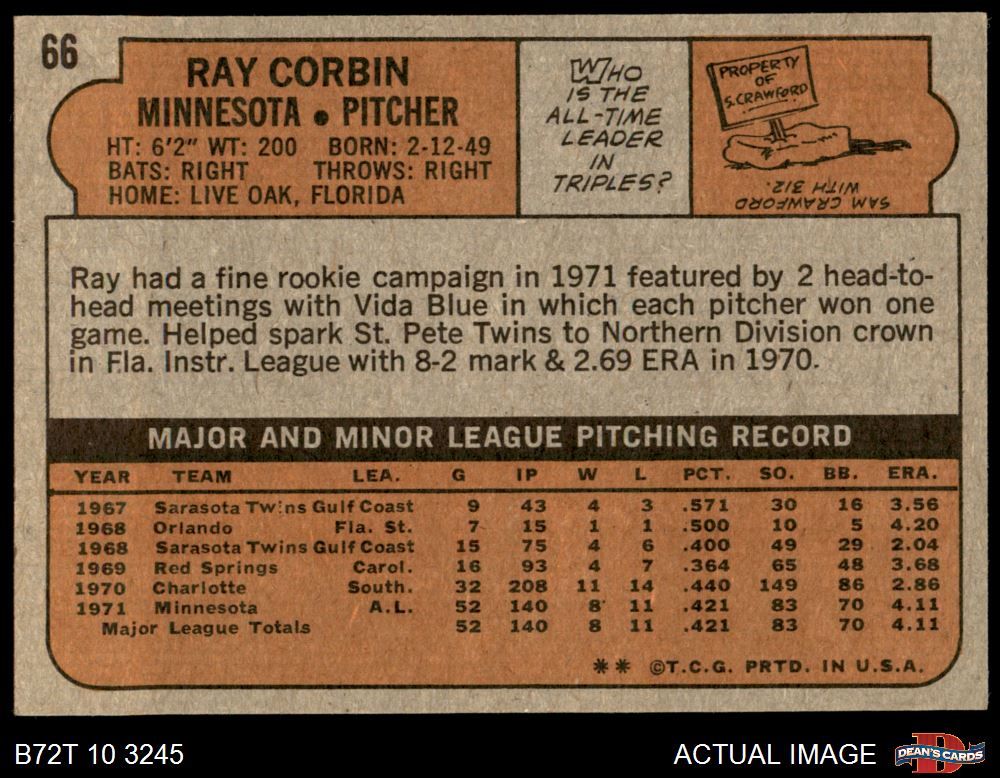 66
RAY CORBIN
MINNESOTA • PITCHER
HT: 6'2" WT: 200 BORN: 2-12-49
BATS: RIGHT THROWS: RIGHT
HOME: LIVE OAK, FLORIDA
WHO
IS THE
ALL-TIME
LEADER
IN
TRIPLES?
PROPERTY
OF
S. CRAWFORD
SAM CRAWFORD
WITH 312.
Ray had a fine rookie campaign in 1971 featured by 2 head-to-
head meetings with Vida Blue in which each pitcher won one
game. Helped spark St. Pete Twins to Northern Division crown
in Fla. Instr. League with 8-2 mark & 2.69 ERA in 1970.
MAJOR AND MINOR LEAGUE PITCHING RECORD
YEAR TEAM LEA. G IP W L PCT. SO. BB. ERA.
1967 Sarasota Twins Gulf Coast 9 43 4 3 .571 30 16 3.56
1968 Orlando Fla. St. 7 15 1 1 .500 10 5 4.20
1968 Sarasota Twins Gulf Coast 15 75 4 6 .400 49 29 2.04
1969 Red Springs Carol. 16 93 4 7 .364 65 48 3.68
1970 Charlotte South. 32 208 11 14 .440 149 86 2.86
1971 Minnesota A.L. 52 140 8 11 .421 83 70 4.11
Major League Totals 52 140 8 11 .421 83 70 4.11
** ©T.C.G. PRTD. IN U.S.A.
B72T 10 3245
ACTUAL IMAGE
D
DEAN'S CARDS